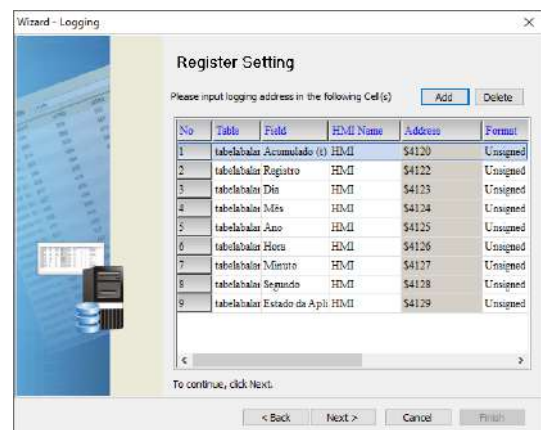 Wizard - Logging
Register Setting
Please input logging address in the following Cell(s) Add Delete
No Table Field HMI Name Address Format
1 tabelabalar Acumulado (t) HMI $4120 Unsigned
2 tabelabalar Registro HMI $4122 Unsigned
3 tabelabalar Dia HMI $4123 Unsigned
4 tabelabalar Mês HMI $4124 Unsigned
5 tabelabalar Ano HMI $4125 Unsigned
6 tabelabalar Hora HMI $4126 Unsigned
7 tabelabalar Minuto HMI $4127 Unsigned
8 tabelabalar Segundo HMI $4128 Unsigned
9 tabelabalar Estado da Apli HMI $4129 Unsigned
To continue, click Next.
< Back Next > Cancel Finish